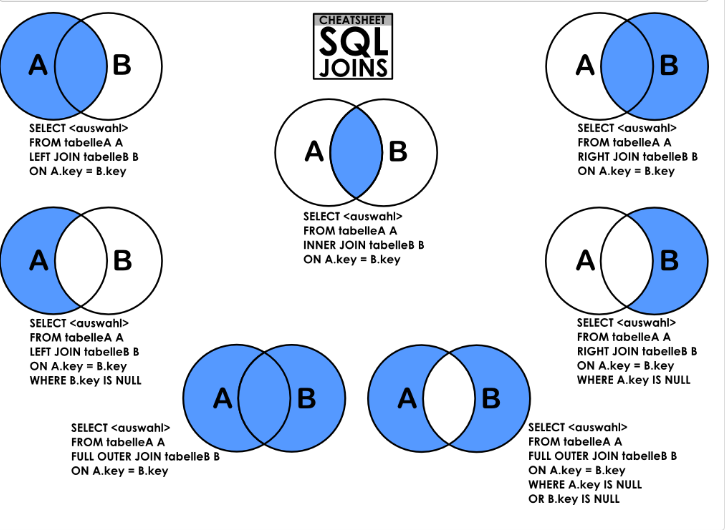 CHEATSHEET
SQL
JOINS
A B
SELECT <auswahl>
FROM tabelleA A
LEFT JOIN tabelleB B
ON A.key = B.key
A B
SELECT <auswahl>
FROM tabelleA A
INNER JOIN tabelleB B
ON A.key = B.key
A B
SELECT <auswahl>
FROM tabelleA A
RIGHT JOIN tabelleB B
ON A.key = B.key
A B
SELECT <auswahl>
FROM tabelleA A
LEFT JOIN tabelleB B
ON A.key = B.key
WHERE B.key IS NULL
A B
SELECT <auswahl>
FROM tabelleA A
RIGHT JOIN tabelleB B
ON A.key = B.key
WHERE A.key IS NULL
A B
SELECT <auswahl>
FROM tabelleA A
FULL OUTER JOIN tabelleB B
ON A.key = B.key
A B
SELECT <auswahl>
FROM tabelleA A
FULL OUTER JOIN tabelleB B
ON A.key = B.key
WHERE A.key IS NULL
OR B.key IS NULL